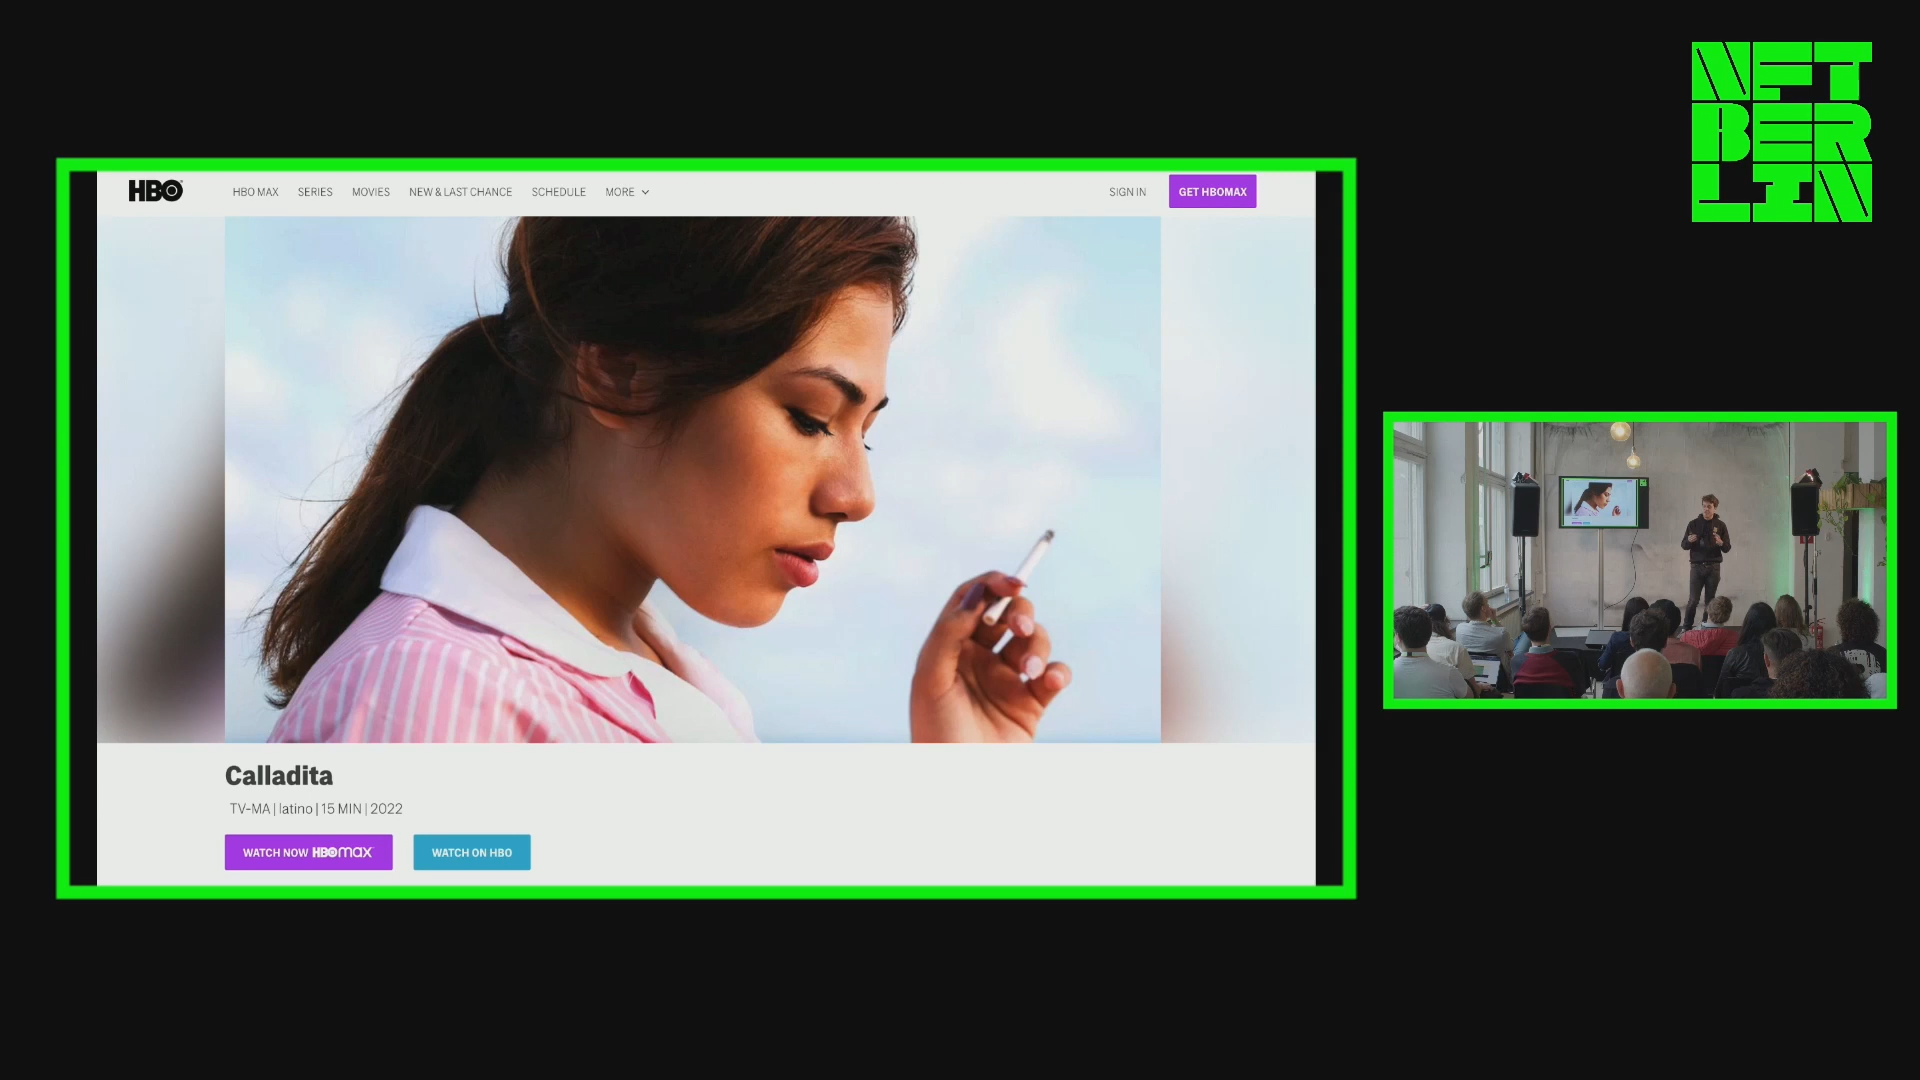 NFT
BER
LIN
HBO HBO MAX SERIES MOVIES NEW & LAST CHANCE SCHEDULE MORE SIGN IN GET HBOMAX
Calladita
TV-MA | latino | 15 MIN | 2022
WATCH NOW HBOmax WATCH ON HBO